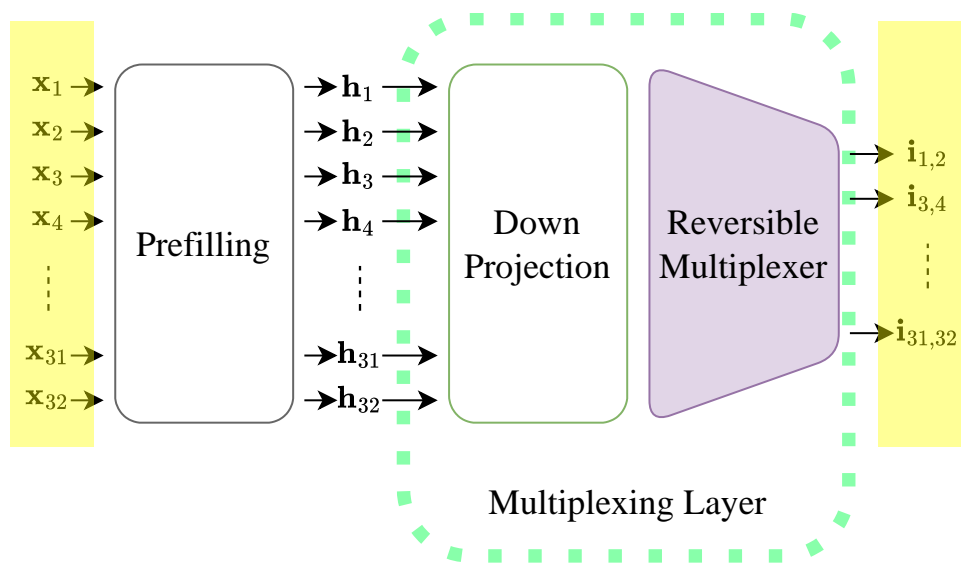 x₁ h₁
x₂ h₂ i₁,₂
x₃ h₃ i₃,₄
x₄ h₄
Prefilling
Down
Projection
Reversible
Multiplexer
x₃₁ h₃₁ i₃₁,₃₂
x₃₂ h₃₂
Multiplexing Layer